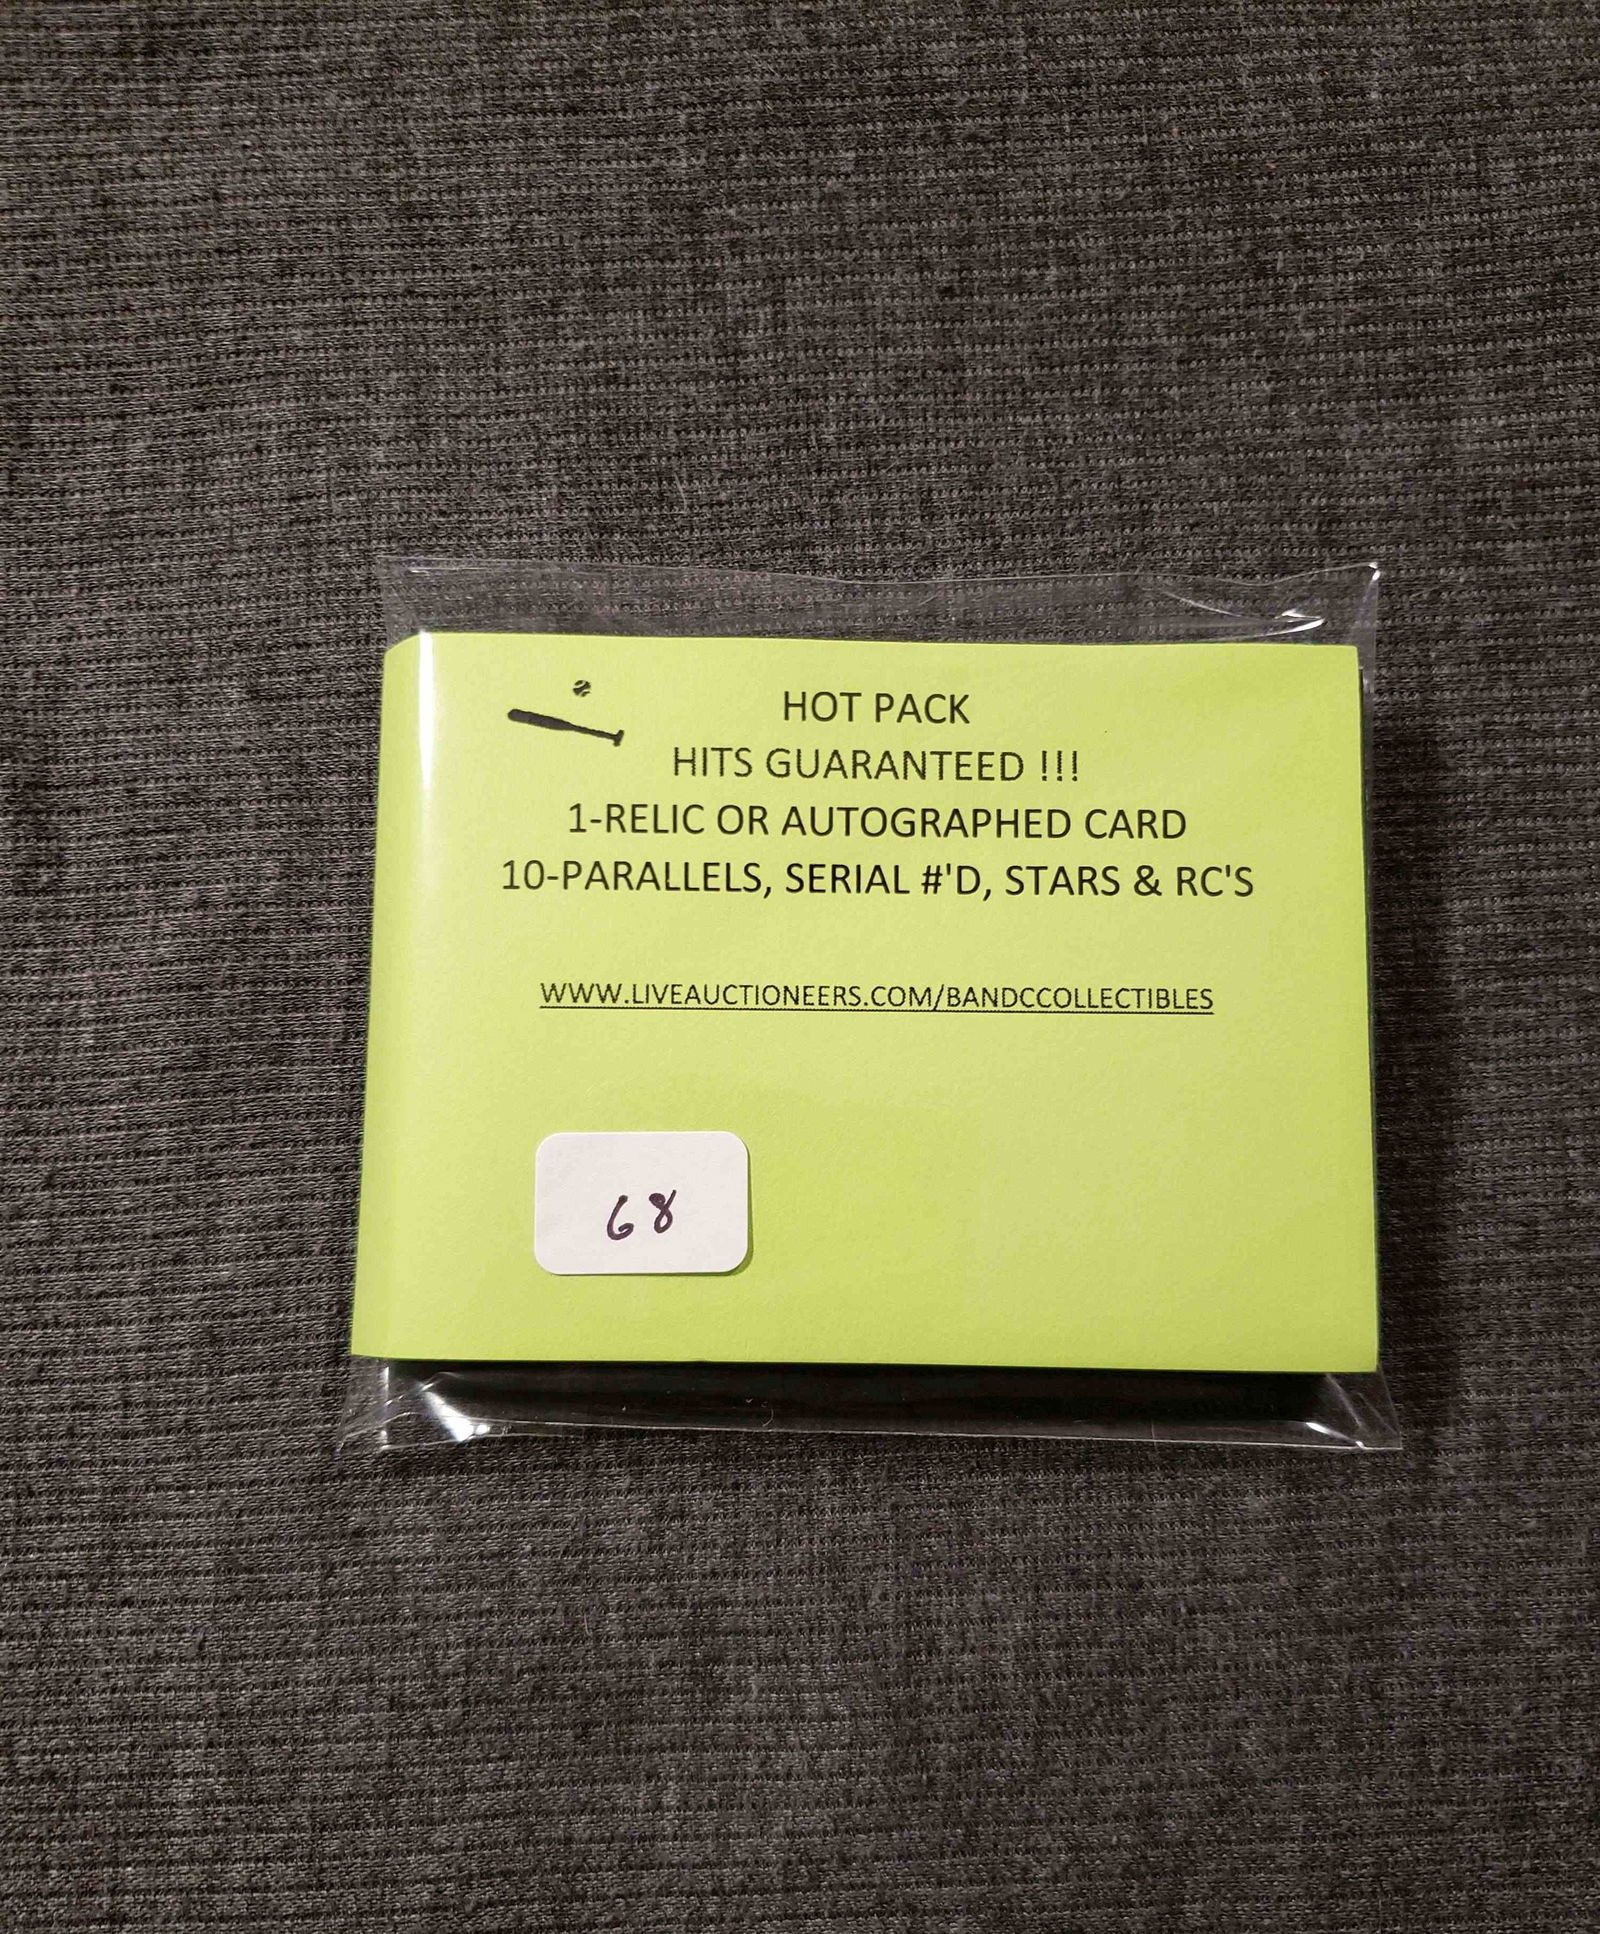 HOT PACK
HITS GUARANTEED !!!
1-RELIC OR AUTOGRAPHED CARD
10-PARALLELS, SERIAL #'D, STARS & RC'S
WWW.LIVEAUCTIONEERS.COM/BANDCCOLLECTIBLES
68